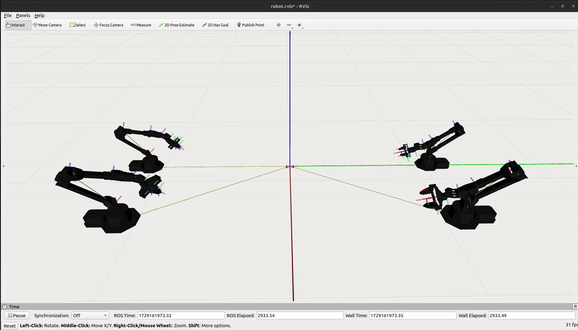 robot.rviz* - RViz
File Panels Help
Interact Move Camera Select Focus Camera Measure 2D Pose Estimate 2D Nav Goal Publish Point
Time
Pause Synchronization: Off ROS Time: 1729161973.32 ROS Elapsed: 2933.54 Wall Time: 1729161973.35 Wall Elapsed: 2933.49
Reset Left-Click: Rotate. Middle-Click: Move X/Y. Right-Click/Mouse Wheel: Zoom. Shift: More options. 31 fps